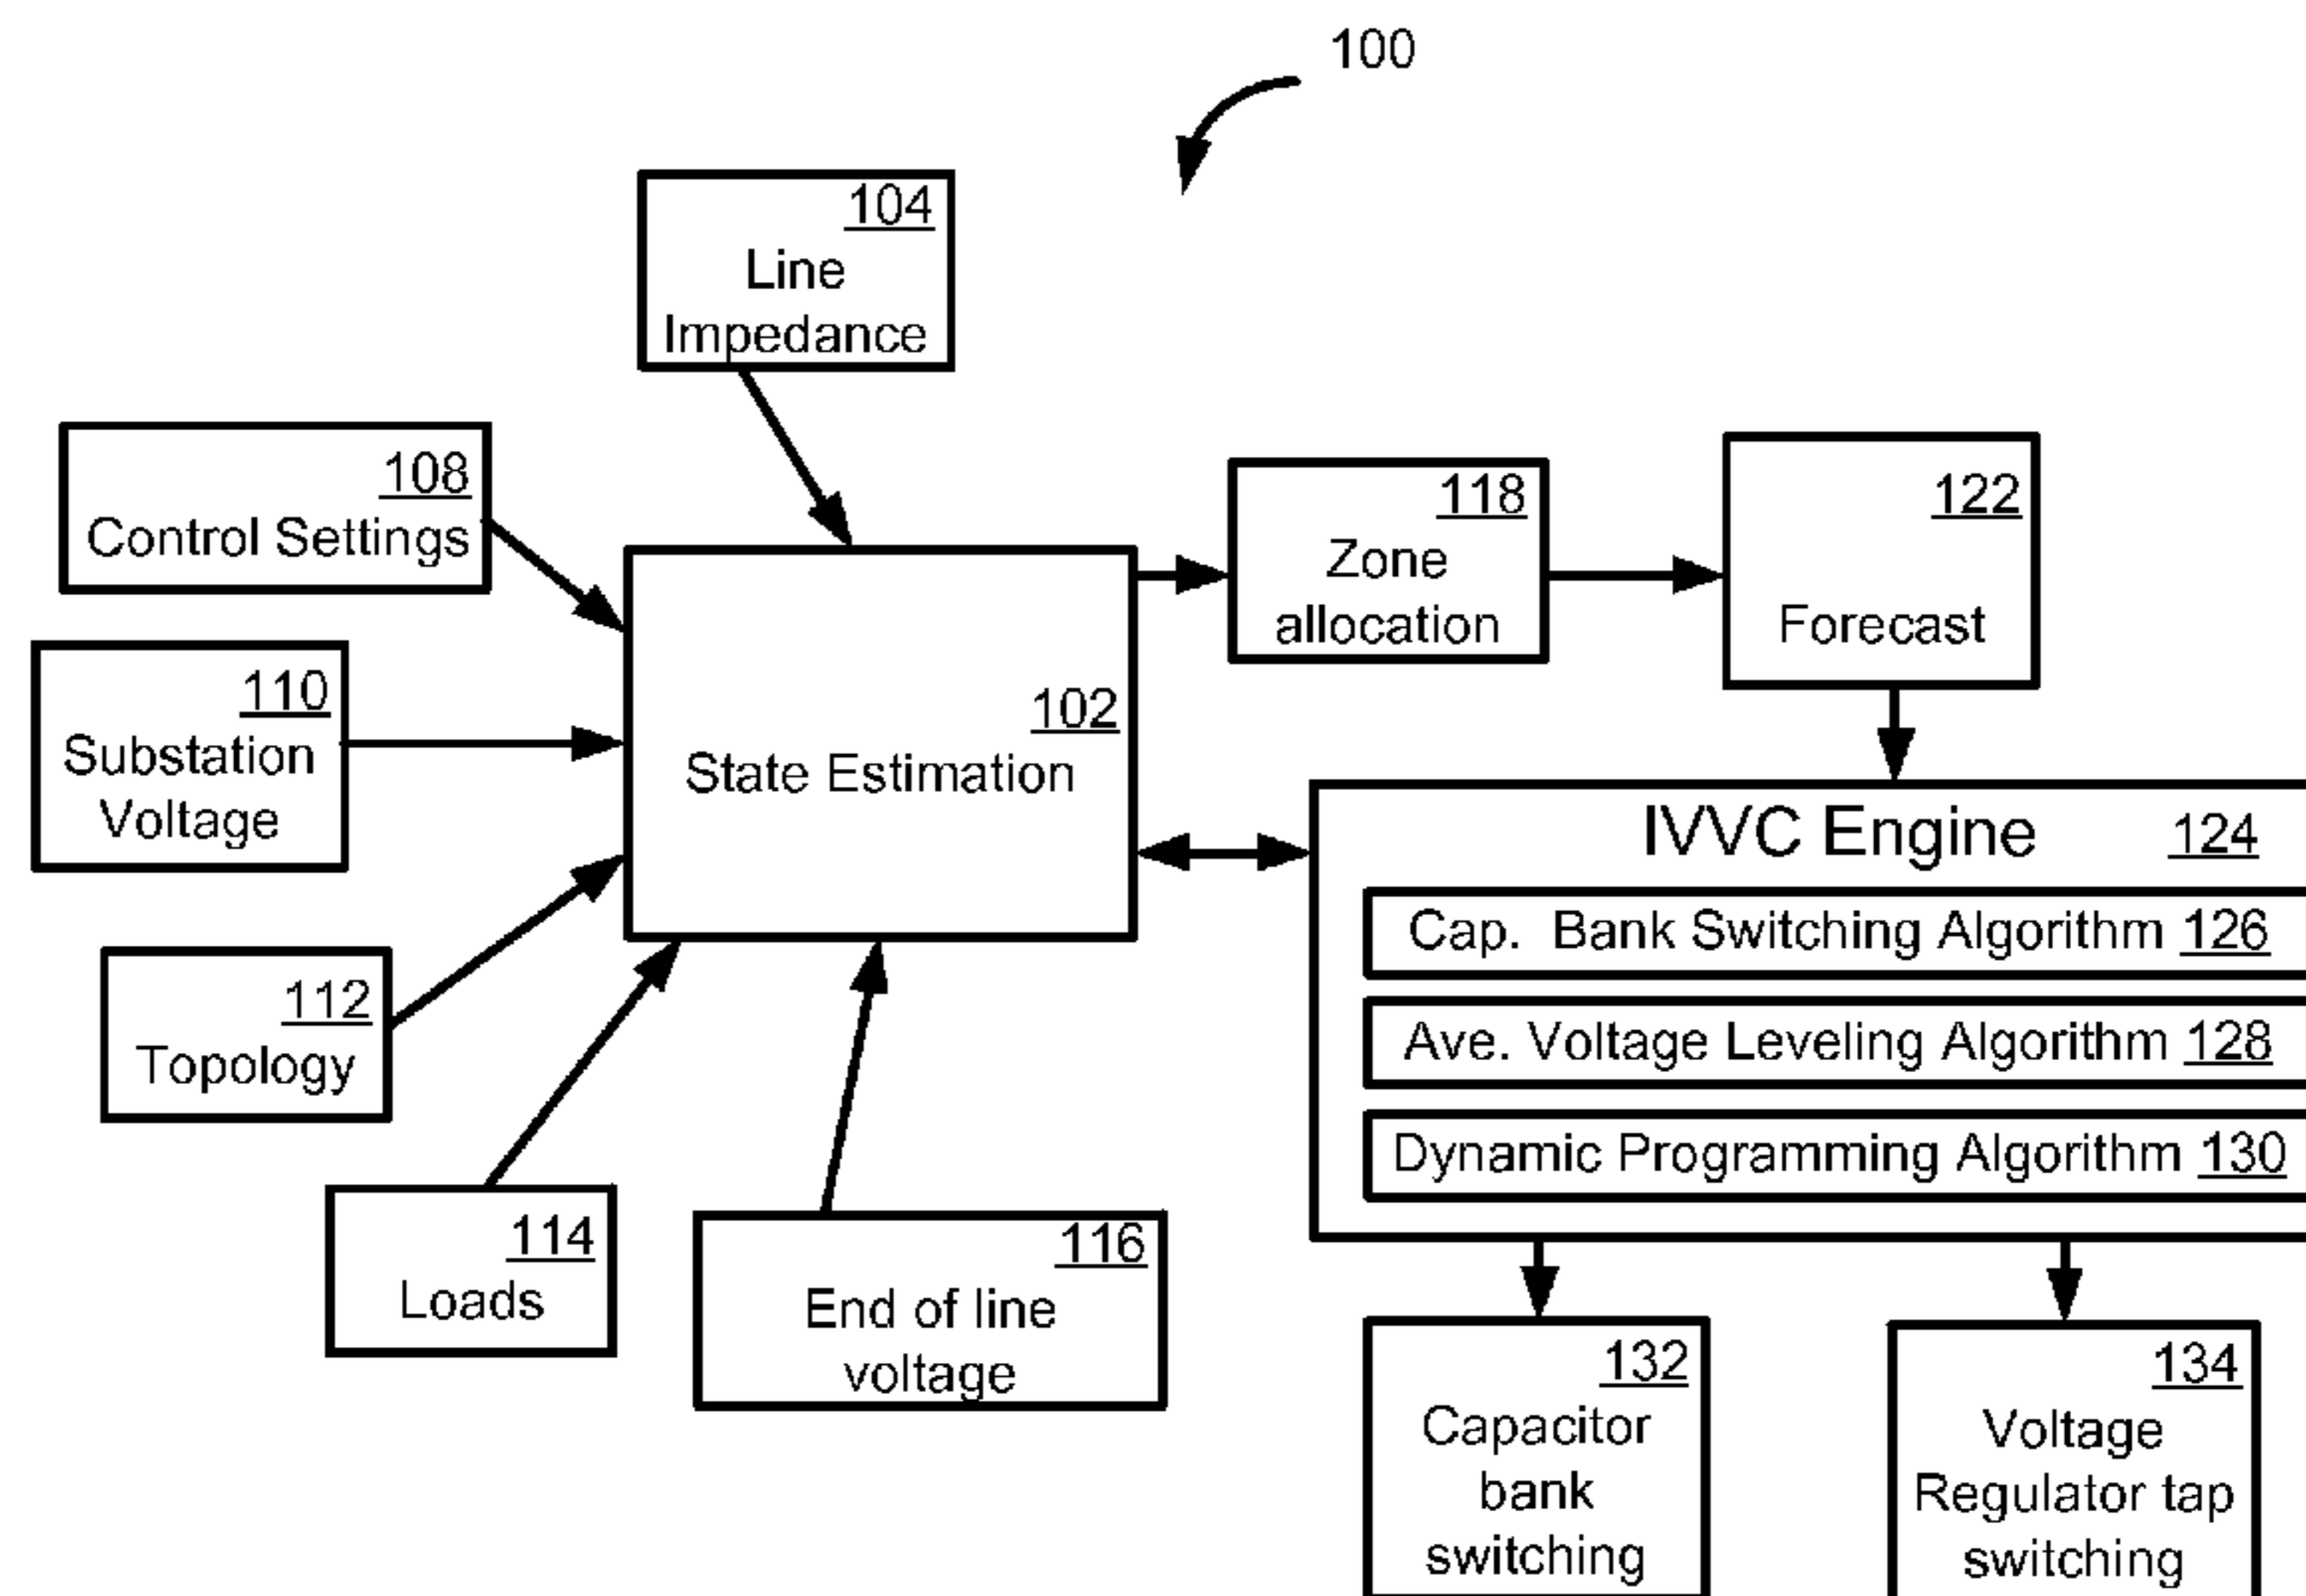 100
104
Line
Impedance
108
Control Settings
118
Zone
allocation
122
Forecast
110
Substation
Voltage
102
State Estimation
IVVC Engine 124
Cap. Bank Switching Algorithm 126
Ave. Voltage Leveling Algorithm 128
Dynamic Programming Algorithm 130
112
Topology
114
Loads
116
End of line
voltage
132
Capacitor
bank
switching
134
Voltage
Regulator tap
switching